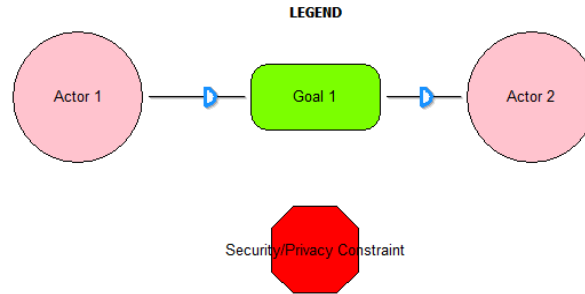 LEGEND
Actor 1
Goal 1
Actor 2
Security/Privacy Constraint